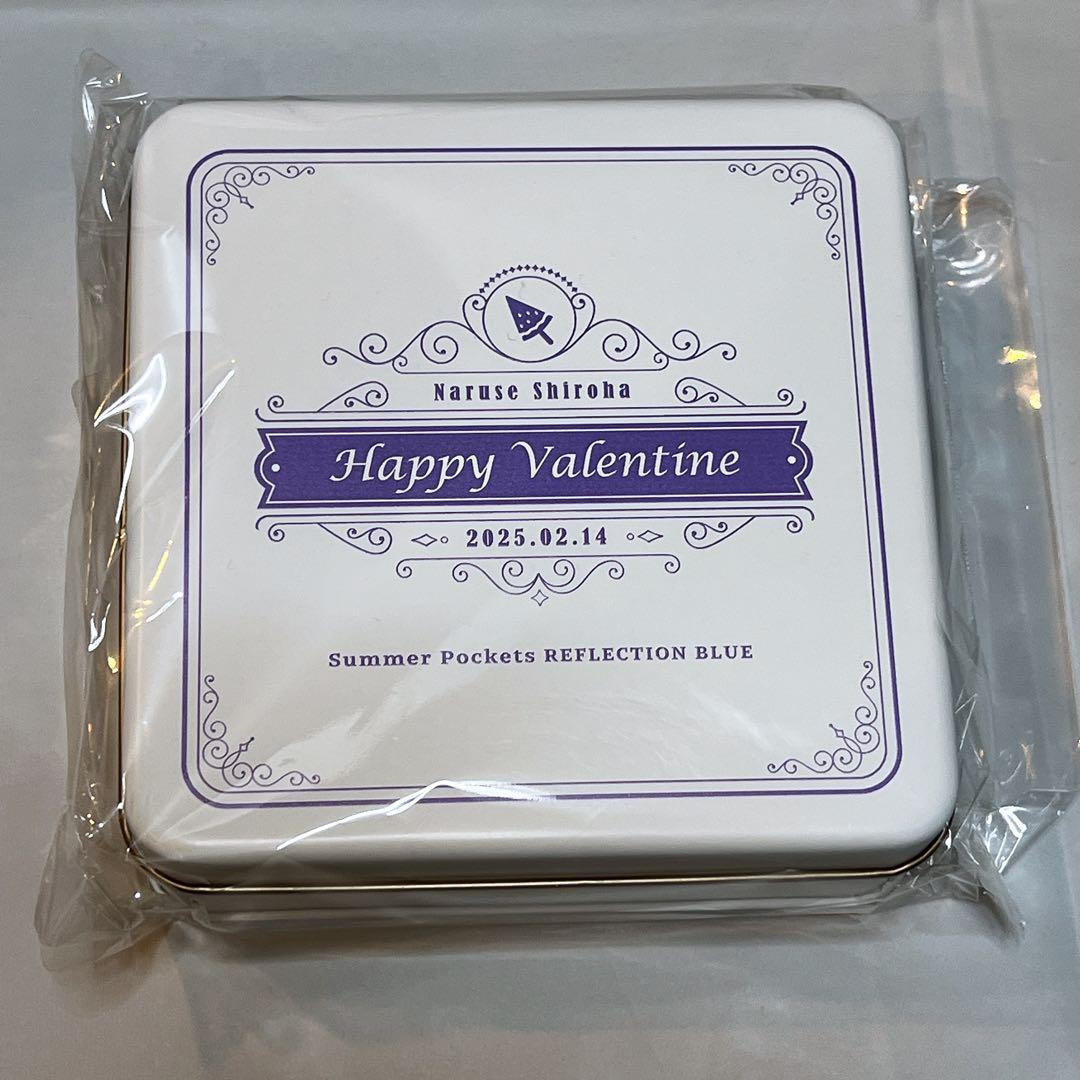 Naruse Shiroha
Happy Valentine
2025.02.14
Summer Pockets REFLECTION BLUE